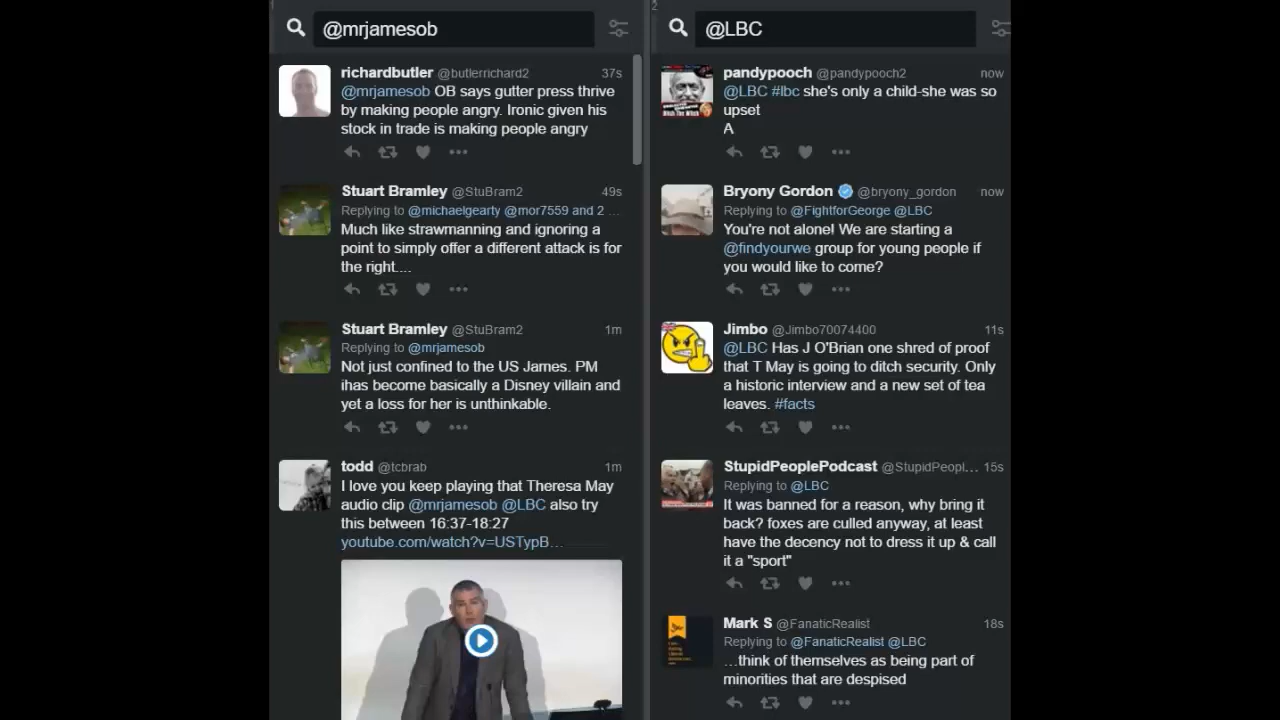 1
@mrjamesob
richardbutler @butlerrichard2 37s
@mrjamesob OB says gutter press thrive
by making people angry. Ironic given his
stock in trade is making people angry
Stuart Bramley @StuBram2 49s
Replying to @michaelgearty @mor7559 and 2 ...
Much like strawmanning and ignoring a
point to simply offer a different attack is for
the right....
Stuart Bramley @StuBram2 1m
Replying to @mrjamesob
Not just confined to the US James. PM
ihas become basically a Disney villain and
yet a loss for her is unthinkable.
todd @tcbrab 1m
I love you keep playing that Theresa May
audio clip @mrjamesob @LBC also try
this between 16:37-18:27
youtube.com/watch?v=USTypB…
2
@LBC
pandypooch @pandypooch2 now
@LBC #lbc she's only a child-she was so
upset
A
Bryony Gordon @bryony_gordon now
Replying to @FightforGeorge @LBC
You're not alone! We are starting a
@findyourwe group for young people if
you would like to come?
Jimbo @Jimbo70074400 11s
@LBC Has J O'Brian one shred of proof
that T May is going to ditch security. Only
a historic interview and a new set of tea
leaves. #facts
StupidPeoplePodcast @StupidPeopl... 15s
Replying to @LBC
It was banned for a reason, why bring it
back? foxes are culled anyway, at least
have the decency not to dress it up & call
it a "sport"
Mark S @FanaticRealist 18s
Replying to @FanaticRealist @LBC
…think of themselves as being part of
minorities that are despised